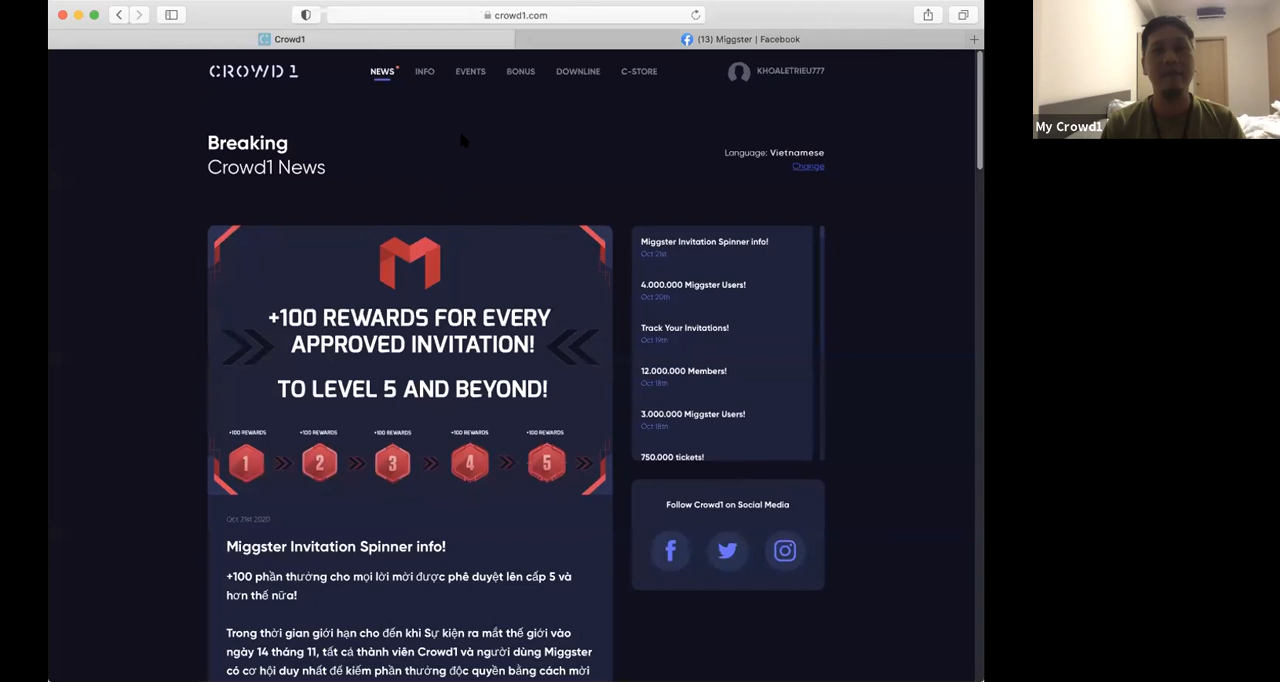 crowd1.com
Crowd1
(13) Miggster | Facebook
CROWD1
NEWS INFO EVENTS BONUS DOWNLINE C-STORE
KHOALETRIEU777
Breaking
Crowd1 News
Language: Vietnamese
Change
+100 REWARDS FOR EVERY
APPROVED INVITATION!
TO LEVEL 5 AND BEYOND!
+100 REWARDS +100 REWARDS +100 REWARDS +100 REWARDS +100 REWARDS
1 2 3 4 5
Oct 21st 2020
Miggster Invitation Spinner info!
+100 phần thưởng cho mọi lời mời được phê duyệt lên cấp 5 và
hơn thế nữa!
Trong thời gian giới hạn cho đến khi Sự kiện ra mắt thế giới vào
ngày 14 tháng 11, tất cả thành viên Crowd1 và người dùng Miggster
có cơ hội duy nhất để kiếm phần thưởng độc quyền bằng cách mời
Miggster Invitation Spinner info!
Oct 21st
4.000.000 Miggster Users!
Oct 20th
Track Your Invitations!
Oct 19th
12.000.000 Members!
Oct 18th
3.000.000 Miggster Users!
Oct 18th
750.000 tickets!
Follow Crowd1 on Social Media
My Crowd1